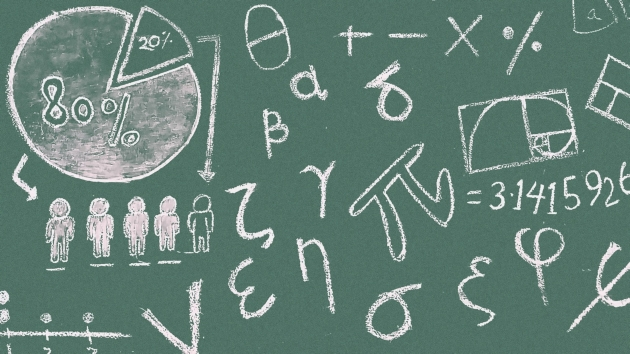 20%
80%
θ
+ − × %
a
α
δ
β
γ
π
= 3.1415926
ζ
η
ε
σ
ξ
φ
ψ